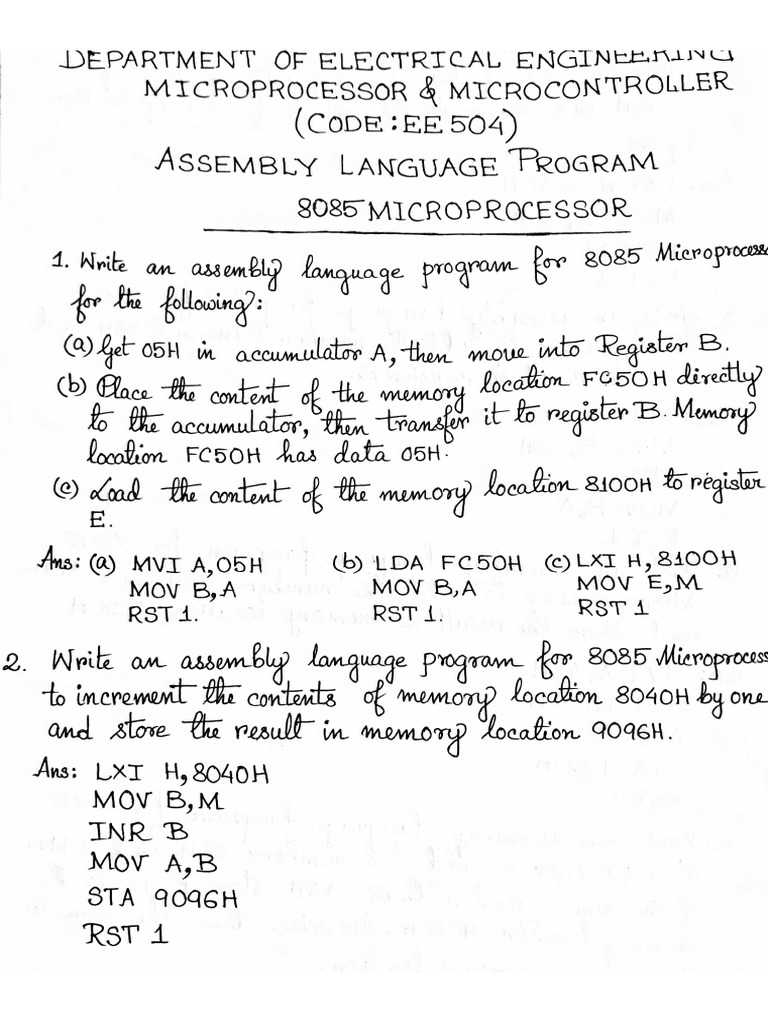 DEPARTMENT OF ELECTRICAL ENGINEERING
MICROPROCESSOR & MICROCONTROLLER
(CODE: EE 504)
ASSEMBLY LANGUAGE PROGRAM
8085 MICROPROCESSOR
1. Write an assembly language program for 8085 Microprocess
for the following:
(a) Get 05H in accumulator A, then move into Register B.
(b) Place the content of the memory location FC50H directly
to the accumulator, then transfer it to register B. Memory
location FC50H has data 05H.
(c) Load the content of the memory location 8100H to register
E.
Ans: (a) MVI A, 05H (b) LDA FC50H (c) LXI H, 8100H
MOV B, A MOV B, A MOV E, M
RST 1. RST 1. RST 1
2. Write an assembly language program for 8085 Microprocess
to increment the contents of memory location 8040H by one
and store the result in memory location 9096H.
Ans: LXI H, 8040H
MOV B, M
INR B
MOV A, B
STA 9096H
RST 1